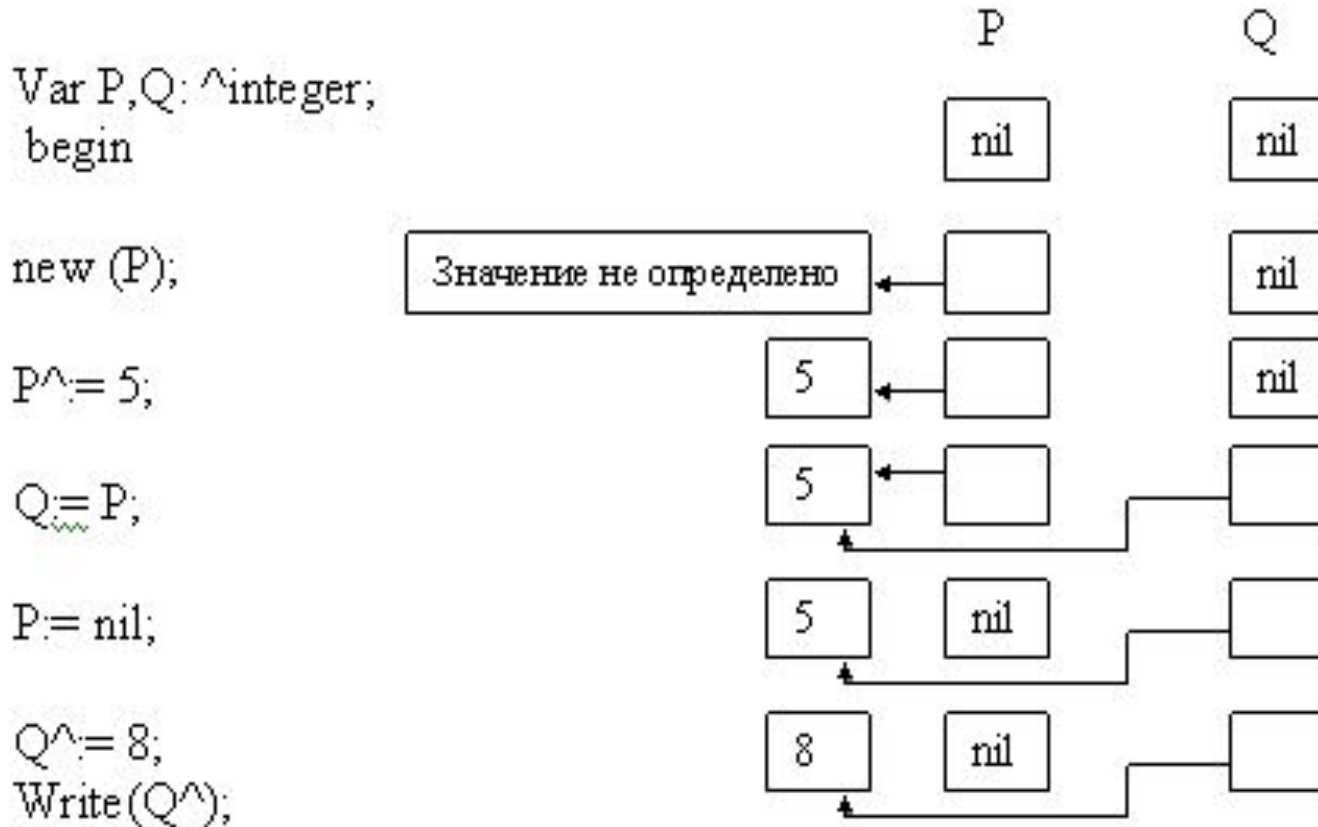 P Q
Var P,Q: ^integer;
begin
nil nil
new (P);
Значение не определено
nil
P^:= 5;
5
nil
Q:= P;
5
P:= nil;
5
nil
Q^:= 8;
8
nil
Write(Q^);